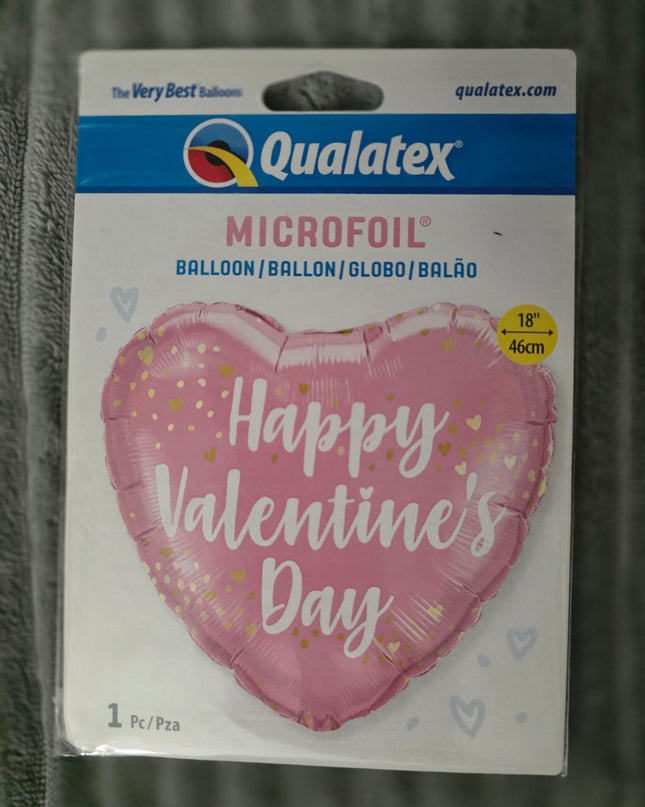 The Very Best Balloons
qualatex.com
Qualatex®
MICROFOIL®
BALLOON/BALLON/GLOBO/BALÃO
18"
46cm
Happy
Valentine's
Day
1 Pc/Pza